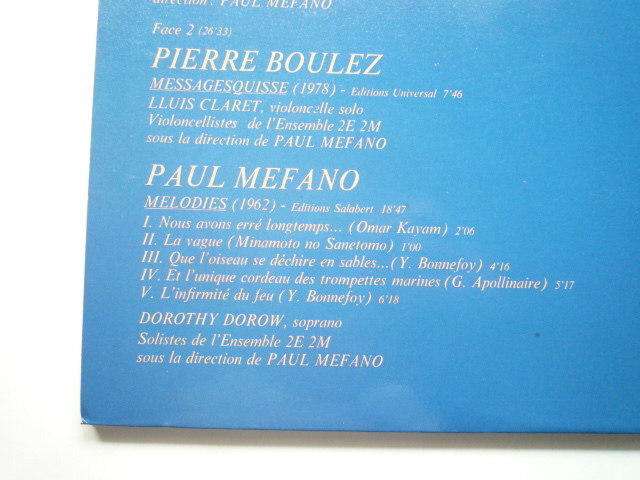 direction: PAUL MEFANO
Face 2 (26'33)
PIERRE BOULEZ
MESSAGESQUISSE (1978) - Editions Universal 7'46
LLUIS CLARET, violoncelle solo
Violoncellistes de l'Ensemble 2E 2M
sous la direction de PAUL MEFANO
PAUL MEFANO
MELODIES (1962) - Editions Salabert 18'47
I. Nous avons erré longtemps... (Omar Kayam) 2'06
II. La vague (Minamoto no Sanetomo) 1'00
III. Que l'oiseau se déchire en sables...(Y. Bonnefoy) 4'16
IV. Et l'unique cordeau des trompettes marines (G. Apollinaire) 5'17
V. L'infirmité du feu (Y. Bonnefoy) 6'18
DOROTHY DOROW, soprano
Solistes de l'Ensemble 2E 2M
sous la direction de PAUL MEFANO